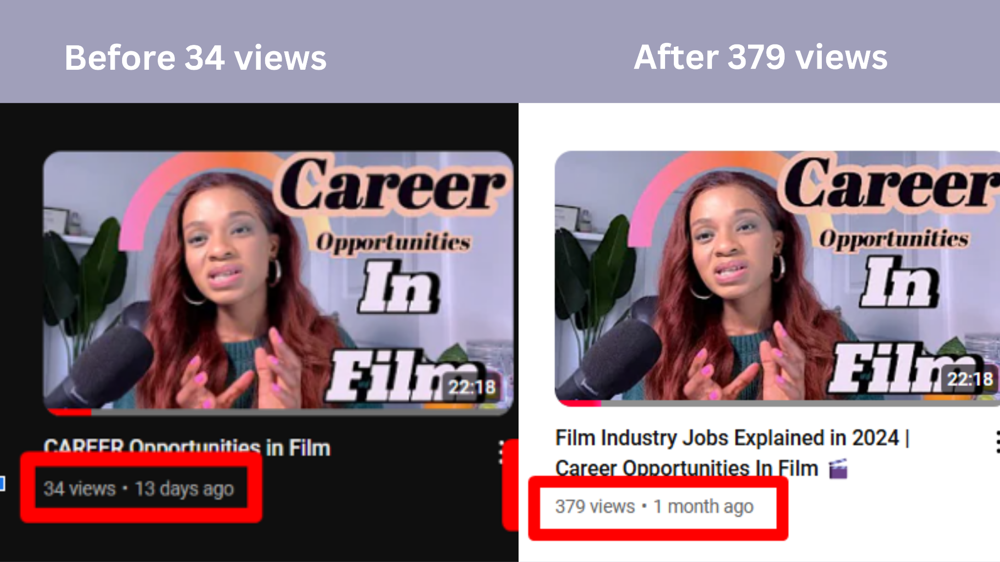 Before 34 views
After 379 views
Career
Opportunities
In
Film
22:18
CAREER Opportunities in Film
34 views • 13 days ago
Career
Opportunities
In
Film
22:18
Film Industry Jobs Explained in 2024 |
Career Opportunities In Film 🎬
379 views • 1 month ago